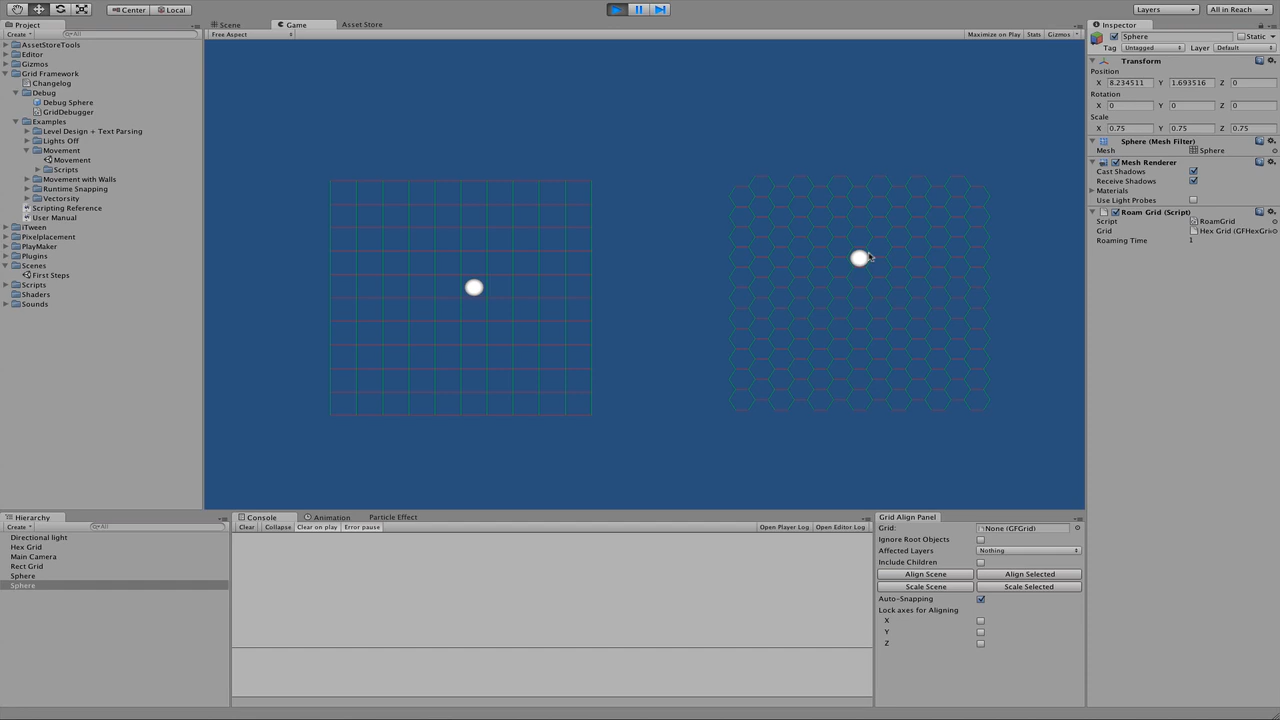 Center
Local
Layers
All in Reach
Project
Create
All
AssetStoreTools
Editor
Gizmos
Grid Framework
Changelog
Debug
Debug Sphere
GridDebugger
Examples
Level Design + Text Parsing
Lights Off
Movement
Movement
Scripts
Movement with Walls
Runtime Snapping
Vectorsity
Scripting Reference
User Manual
iTween
Pixelplacement
PlayMaker
Plugins
Scenes
First Steps
Scripts
Shaders
Sounds
Scene
Game
Asset Store
Free Aspect
Maximize on Play
Stats
Gizmos
Inspector
Sphere
Static
Tag Untagged Layer Default
Transform
Position
X 8.234511 Y 1.693516 Z 0
Rotation
X 0 Y 0 Z 0
Scale
X 0.75 Y 0.75 Z 0.75
Sphere (Mesh Filter)
Mesh Sphere
Mesh Renderer
Cast Shadows
Receive Shadows
Materials
Use Light Probes
Roam Grid (Script)
Script RoamGrid
Grid Hex Grid (GFHexGri
Roaming Time 1
Hierarchy
Create
All
Directional light
Hex Grid
Main Camera
Rect Grid
Sphere
Sphere
Console
Animation
Particle Effect
Clear
Collapse
Clear on play
Error pause
Open Player Log
Open Editor Log
Grid Align Panel
Grid: None (GFGrid)
Ignore Root Objects
Affected Layers Nothing
Include Children
Align Scene Align Selected
Scale Scene Scale Selected
Auto-Snapping
Lock axes for Aligning
X
Y
Z